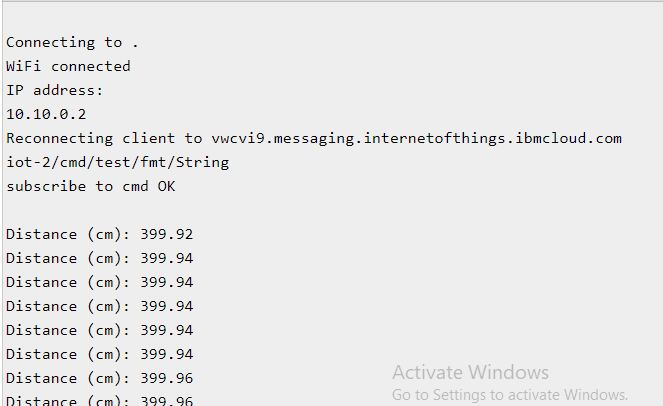 Connecting to .
WiFi connected
IP address:
10.10.0.2
Reconnecting client to vwcvi9.messaging.internetofthings.ibmcloud.com
iot-2/cmd/test/fmt/String
subscribe to cmd OK
Distance (cm): 399.92
Distance (cm): 399.94
Distance (cm): 399.94
Distance (cm): 399.94
Distance (cm): 399.94
Distance (cm): 399.94
Distance (cm): 399.96
Distance (cm): 399.96
Activate Windows
Go to Settings to activate Windows.